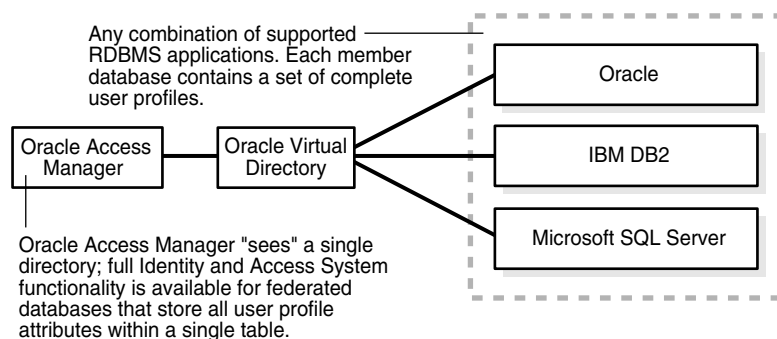 Any combination of supported
RDBMS applications. Each member
database contains a set of complete
user profiles.
Oracle
Oracle Access
Manager
Oracle Virtual
Directory
IBM DB2
Microsoft SQL Server
Oracle Access Manager "sees" a single
directory; full Identity and Access System
functionality is available for federated
databases that store all user profile
attributes within a single table.